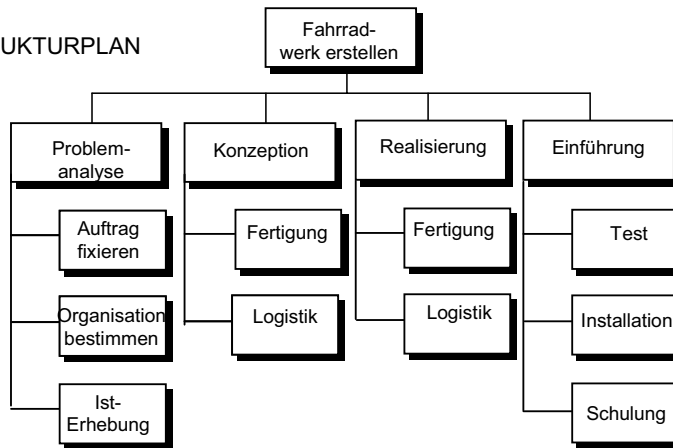 UKTURPLAN
Fahrrad-
werk erstellen
Problem-
analyse
Konzeption
Realisierung
Einführung
Auftrag
fixieren
Fertigung
Fertigung
Test
Organisation
bestimmen
Logistik
Logistik
Installation
Ist-
Erhebung
Schulung